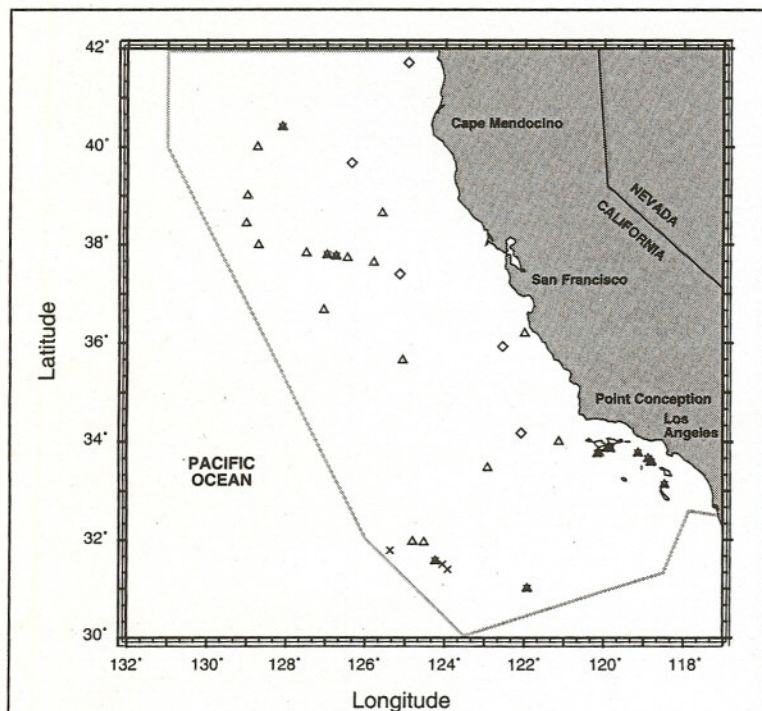 42°
40°
38°
36°
34°
32°
30°
Latitude
Cape Mendocino
NEVADA
CALIFORNIA
San Francisco
Point Conception
Los
Angeles
PACIFIC
OCEAN
132°
130°
128°
126°
124°
122°
120°
118°
Longitude